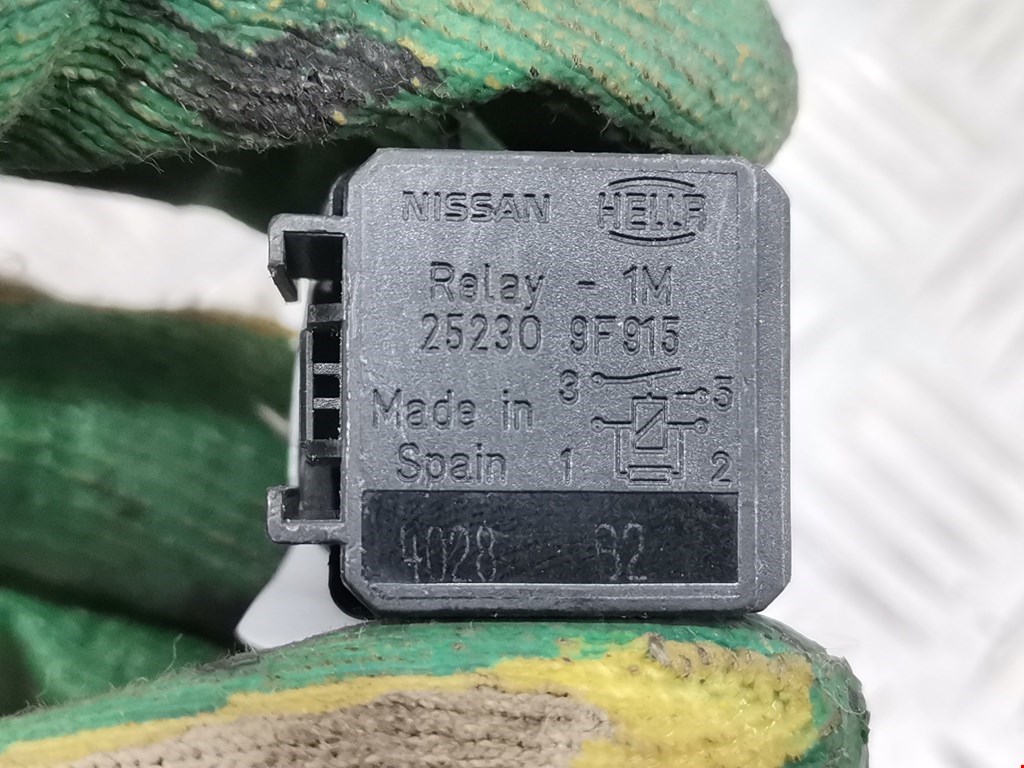 NISSAN HELLA
Relay - 1M
25230 9F915
3 5
Made in
Spain 1 2
4028 82